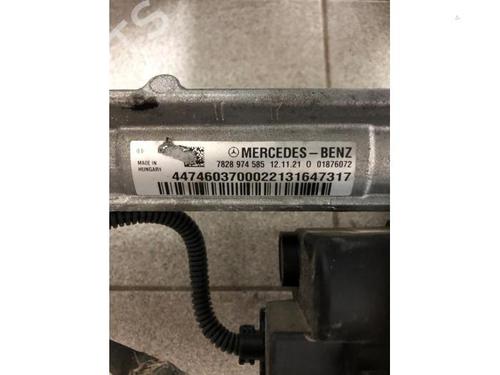 MERCEDES-BENZ
7828 974 585 12.11.21 0 01876072
MADE IN
HUNGARY
4474603700022131647317